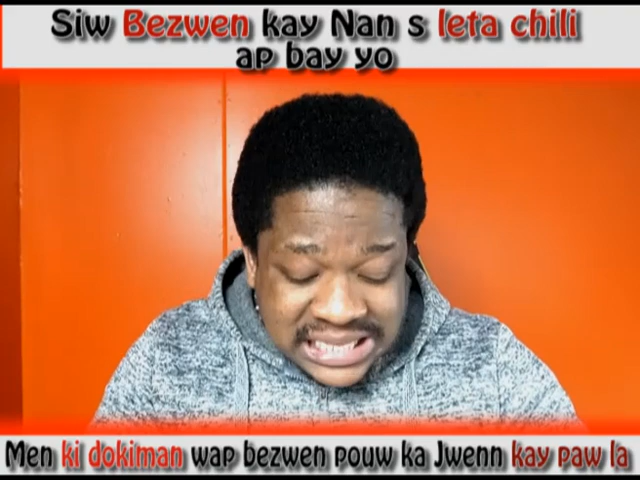 Siw Bezwen kay Nan s leta chili
ap bay yo
Men ki dokiman wap bezwen pouw ka Jwenn kay paw la